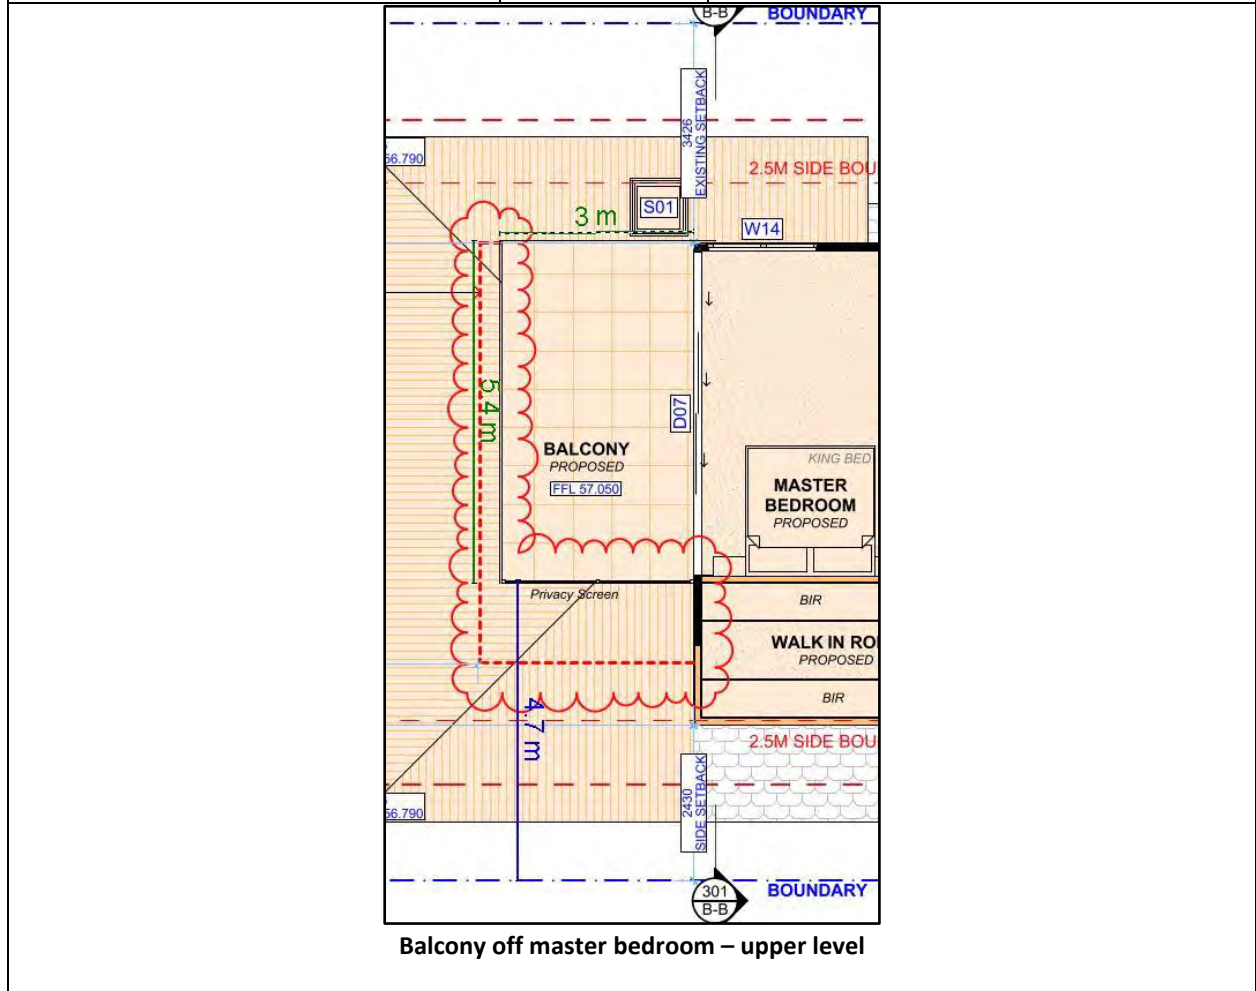 B-B
BOUNDARY
3426
EXISTING SETBACK
56.790
2.5M SIDE BOU
S01
3 m
W14
5.4 m
D07
BALCONY
PROPOSED
FFL 57.050
KING BED
MASTER
BEDROOM
PROPOSED
Privacy Screen
BIR
WALK IN RO
PROPOSED
BIR
4.7 m
2.5M SIDE BOU
2430
SIDE SETBACK
56.790
301
B-B
BOUNDARY
Balcony off master bedroom – upper level